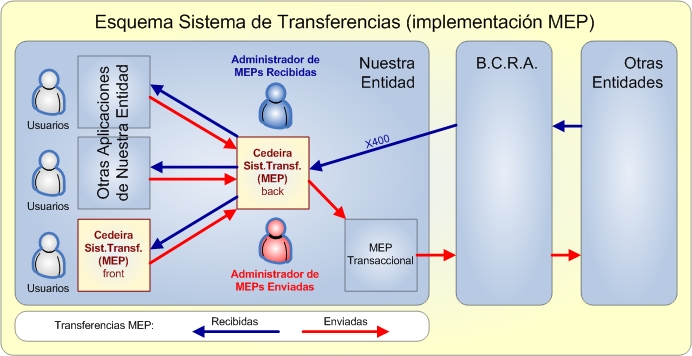 Esquema Sistema de Transferencias (implementación MEP)
Administrador de
MEPs Recibidas
Nuestra
Entidad
B.C.R.A.
Otras
Entidades
Usuarios
Otras Aplicaciones
de Nuestra Entidad
X400
Cedeira
Sist.Transf.
(MEP)
back
Usuarios
Usuarios
Cedeira
Sist.Transf.
(MEP)
front
MEP
Transaccional
Administrador de
MEPs Enviadas
Transferencias MEP:
Recibidas
Enviadas